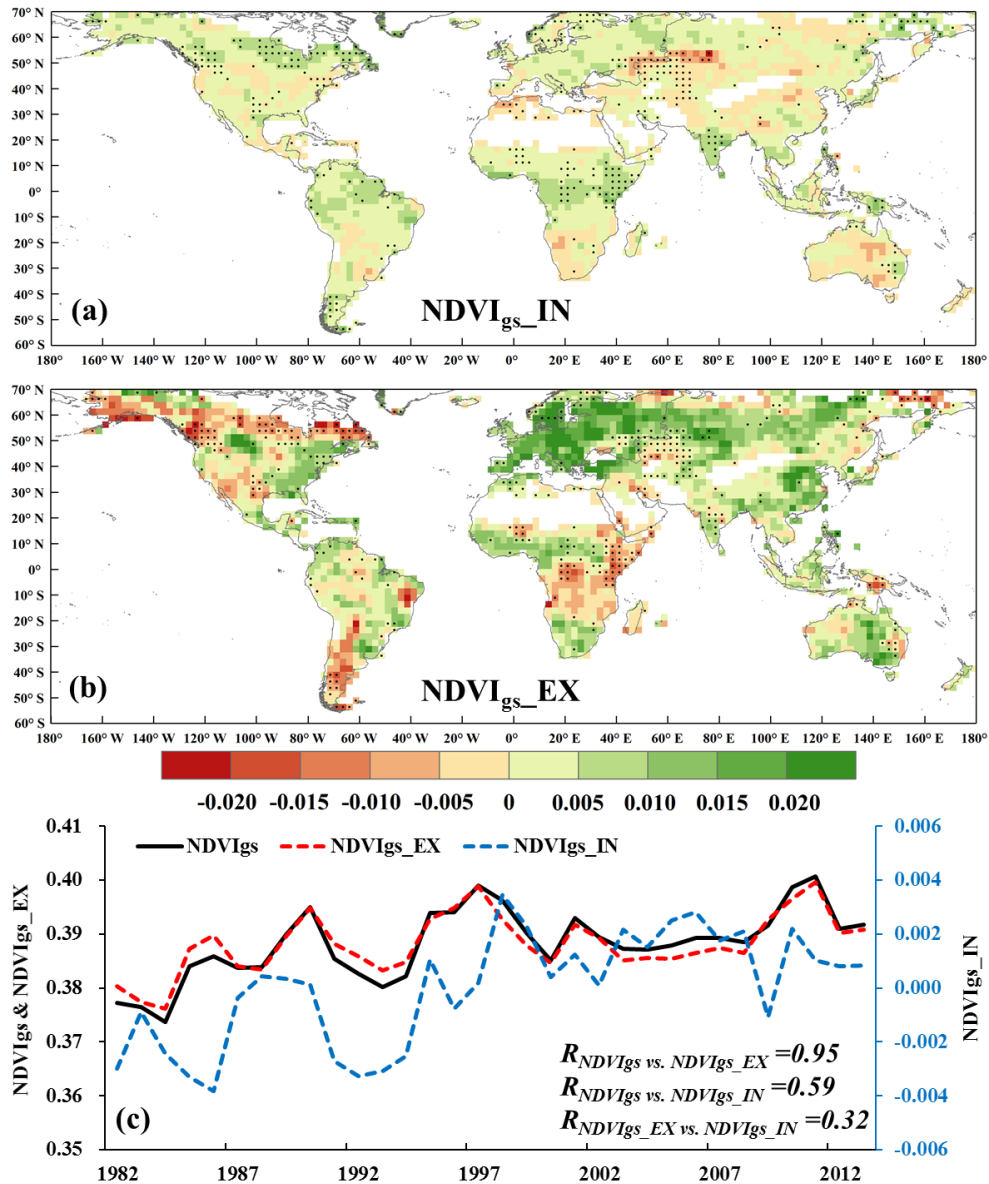 70° N
60° N
50° N
40° N
30° N
20° N
10° N
0°
10° S
20° S
30° S
40° S
50° S
60° S
(a)
NDVIgs_IN
180° 160° W 140° W 120° W 100° W 80° W 60° W 40° W 20° W 0° 20° E 40° E 60° E 80° E 100° E 120° E 140° E 160° E 180°
70° N
60° N
50° N
40° N
30° N
20° N
10° N
0°
10° S
20° S
30° S
40° S
50° S
60° S
(b)
NDVIgs_EX
180° 160° W 140° W 120° W 100° W 80° W 60° W 40° W 20° W 0° 20° E 40° E 60° E 80° E 100° E 120° E 140° E 160° E 180°
-0.020 -0.015 -0.010 -0.005 0 0.005 0.010 0.015 0.020
NDVIgs NDVIgs_EX NDVIgs_IN
NDVIgs & NDVIgs_EX
0.41
0.40
0.39
0.38
0.37
0.36
0.35
0.006
0.004
0.002
0.000
-0.002
-0.004
-0.006
NDVIgs_IN
R NDVIgs vs. NDVIgs_EX =0.95
R NDVIgs vs. NDVIgs_IN =0.59
R NDVIgs_EX vs. NDVIgs_IN =0.32
(c)
1982 1987 1992 1997 2002 2007 2012